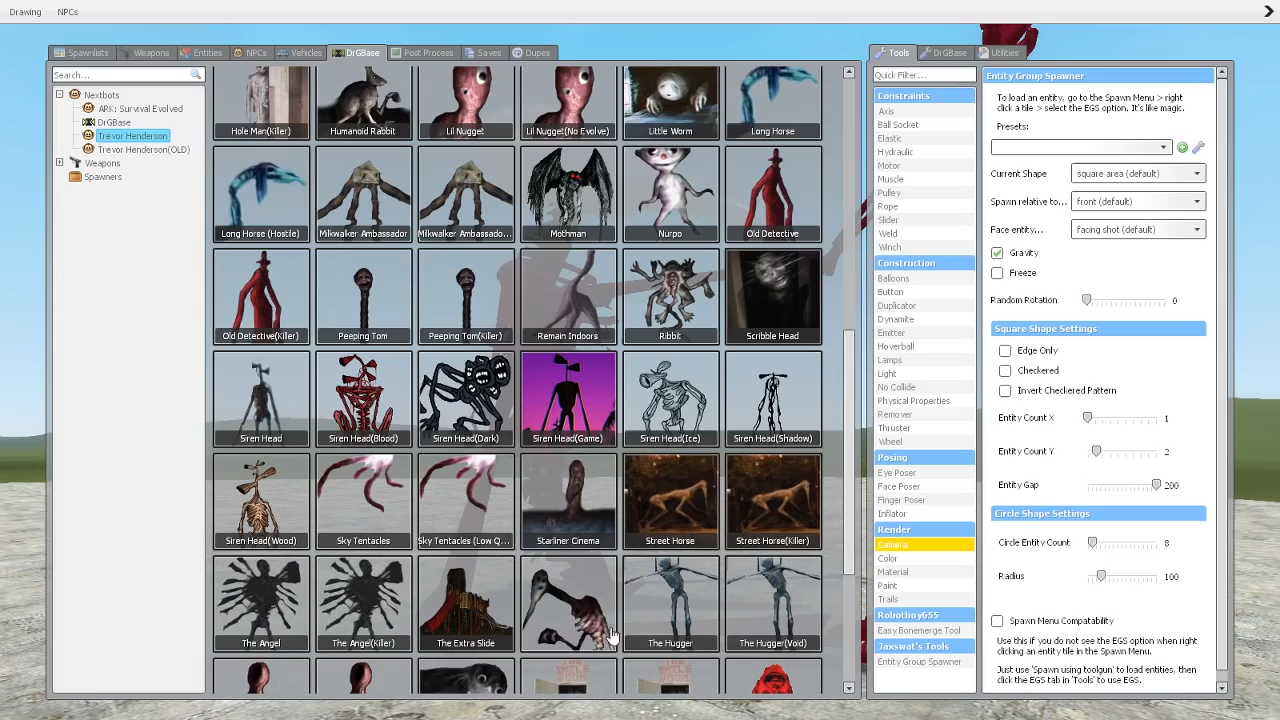 Drawing NPCs
Spawnlists Weapons Entities NPCs Vehicles DrGBase Post Process Saves Dupes
Search...
Nextbots
ARK: Survival Evolved
DrGBase
Trevor Henderson
Trevor Henderson(OLD)
Weapons
Spawners
Hole Man(Killer) Humanoid Rabbit Lil Nugget Lil Nugget(No Evolve) Little Worm Long Horse
Long Horse (Hostile) Milkwalker Ambassador Milkwalker Ambassado... Mothman Nurpo Old Detective
Old Detective(Killer) Peeping Tom Peeping Tom(Killer) Remain Indoors Ribbit Scribble Head
Siren Head Siren Head(Blood) Siren Head(Dark) Siren Head(Game) Siren Head(Ice) Siren Head(Shadow)
Siren Head(Wood) Sky Tentacles Sky Tentacles (Low Q... Starliner Cinema Street Horse Street Horse(Killer)
The Angel The Angel(Killer) The Extra Slide The Hugger The Hugger(Void)
Tools DrGBase Utilities
Quick Filter...
Constraints
Axis
Ball Socket
Elastic
Hydraulic
Motor
Muscle
Pulley
Rope
Slider
Weld
Winch
Construction
Balloons
Button
Duplicator
Dynamite
Emitter
Hoverball
Lamps
Light
No Collide
Physical Properties
Remover
Thruster
Wheel
Posing
Eye Poser
Face Poser
Finger Poser
Inflator
Render
Camera
Color
Material
Paint
Trails
Robotboy655
Easy Bonemerge Tool
Jaxswat's Tools
Entity Group Spawner
Entity Group Spawner
To load an entity, go to the Spawn Menu > right
click a tile > select the EGS option. It's like magic.
Presets:
Current Shape square area (default)
Spawn relative to... front (default)
Face entity... facing shot (default)
Gravity
Freeze
Random Rotation 0
Square Shape Settings
Edge Only
Checkered
Invert Checkered Pattern
Entity Count X 1
Entity Count Y 2
Entity Gap 200
Circle Shape Settings
Circle Entity Count 8
Radius 100
Spawn Menu Compatability
Use this if you do not see the EGS option on right
clicking an entity tile in the Spawn Menu.
Just use 'Spawn using toolgun' to load entities, then
click the EGS tab in 'Tools' to use EGS.